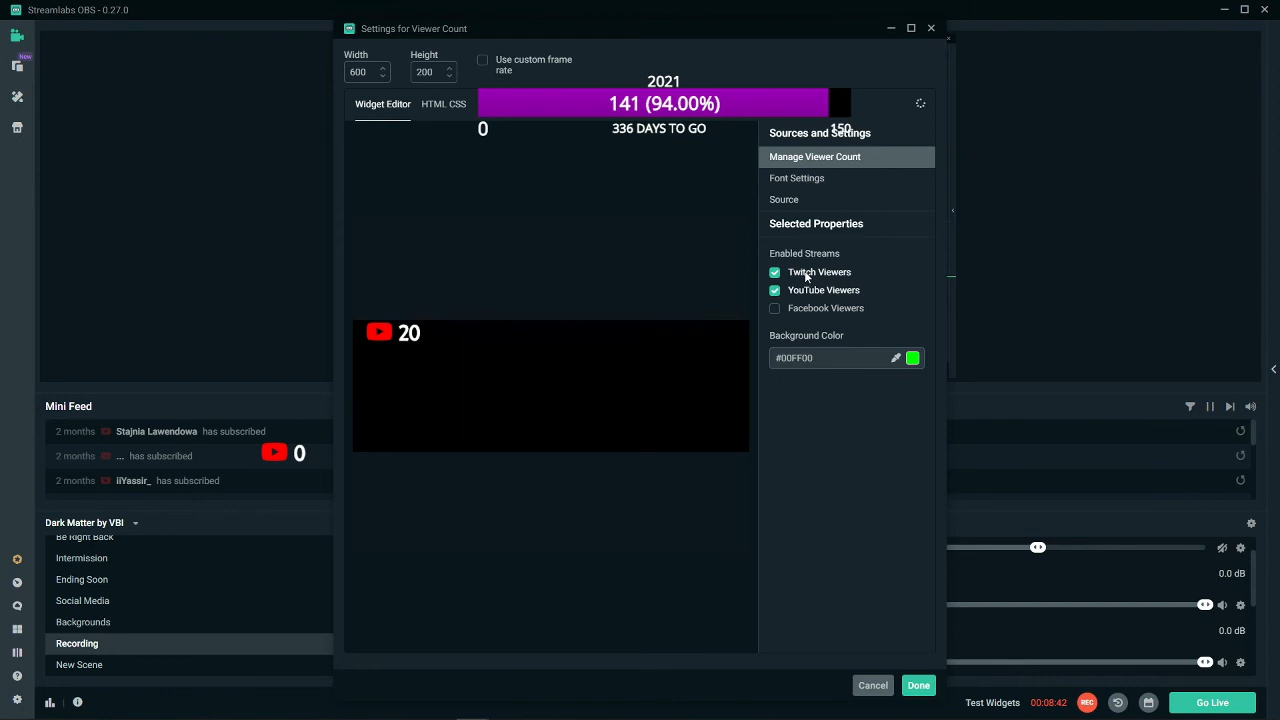 Streamlabs OBS - 0.27.0
Settings for Viewer Count
Width
Height
600
200
Use custom frame
rate
New
2021
Widget Editor
HTML CSS
141 (94.00%)
0
336 DAYS TO GO
150
Sources and Settings
Manage Viewer Count
Font Settings
Source
Selected Properties
Enabled Streams
Twitch Viewers
YouTube Viewers
Facebook Viewers
Background Color
#00FF00
20
Mini Feed
2 months Stajnia Lawendowa has subscribed
2 months ... has subscribed
0
2 months iiYassir_ has subscribed
Dark Matter by VBI
Be Right Back
Intermission
Ending Soon
Social Media
Backgrounds
Recording
New Scene
0.0 dB
0.0 dB
Cancel
Done
Test Widgets
00:08:42
REC
Go Live